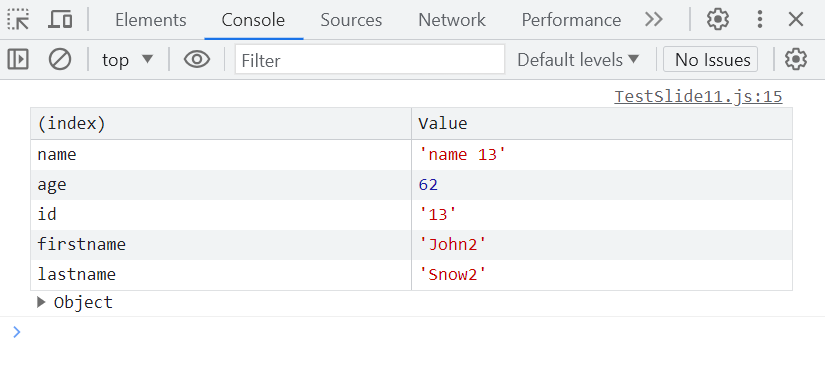 Elements Console Sources Network Performance
top Filter Default levels No Issues
TestSlide11.js:15
(index) Value
name 'name 13'
age 62
id '13'
firstname 'John2'
lastname 'Snow2'
Object